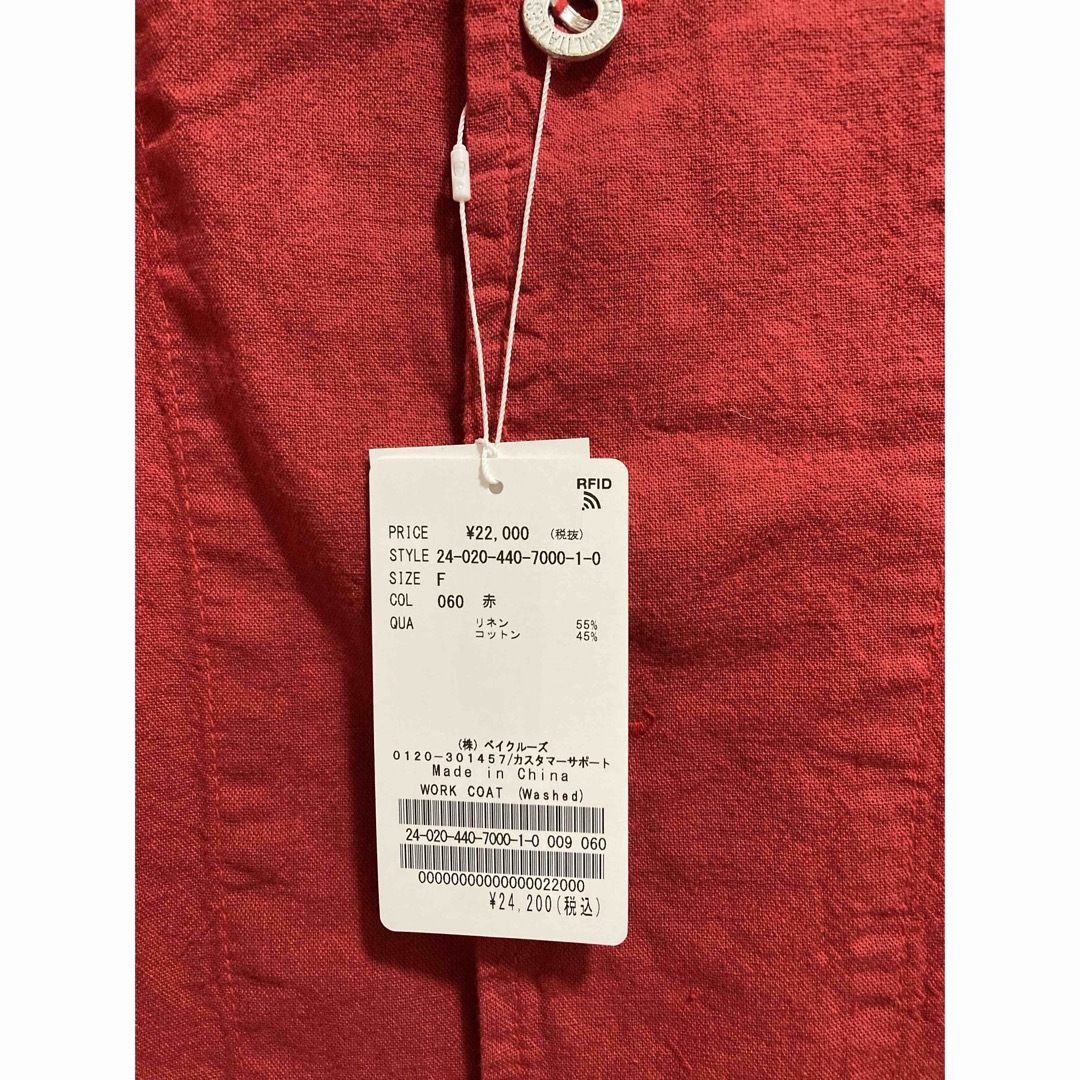 RFID
PRICE ¥22,000 (税抜)
STYLE 24-020-440-7000-1-0
SIZE F
COL 060 赤
QUA リネン 55%
コットン 45%
(株) ベイクルーズ
0120-301457/カスタマーサポート
Made in China
WORK COAT (Washed)
24-020-440-7000-1-0 009 060
00000000000000022000
¥24,200(税込)